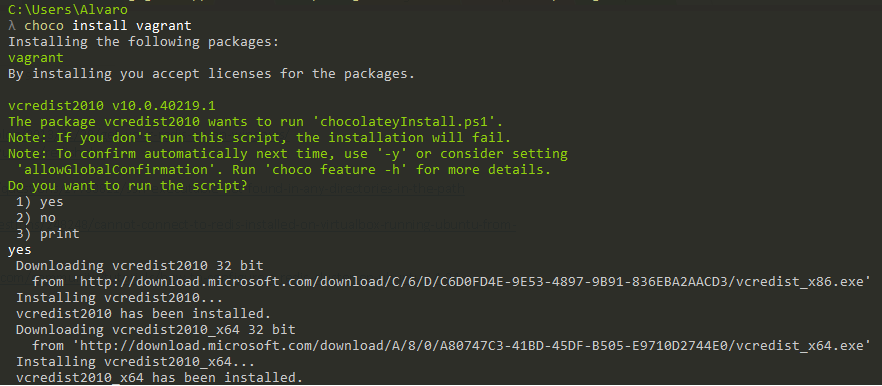 C:\Users\Alvaro
λ choco install vagrant
Installing the following packages:
vagrant
By installing you accept licenses for the packages.

vcredist2010 v10.0.40219.1
The package vcredist2010 wants to run 'chocolateyInstall.ps1'.
Note: If you don't run this script, the installation will fail.
Note: To confirm automatically next time, use '-y' or consider setting
 'allowGlobalConfirmation'. Run 'choco feature -h' for more details.
Do you want to run the script?
 1) yes
 2) no
 3) print
yes
 Downloading vcredist2010 32 bit
   from 'http://download.microsoft.com/download/C/6/D/C6D0FD4E-9E53-4897-9B91-836EBA2AACD3/vcredist_x86.exe'
 Installing vcredist2010...
 vcredist2010 has been installed.
 Downloading vcredist2010_x64 32 bit
   from 'http://download.microsoft.com/download/A/8/0/A80747C3-41BD-45DF-B505-E9710D2744E0/vcredist_x64.exe'
 Installing vcredist2010_x64...
 vcredist2010_x64 has been installed.